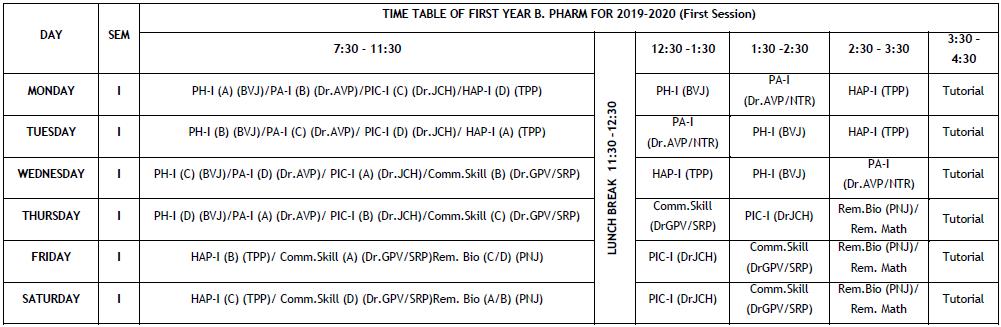 TIME TABLE OF FIRST YEAR B. PHARM FOR 2019-2020 (First Session)
DAY SEM 7:30 - 11:30 LUNCH BREAK 11:30 -12:30 12:30 -1:30 1:30 -2:30 2:30 - 3:30 3:30 -
4:30
MONDAY I PH-I (A) (BVJ)/PA-I (B) (Dr.AVP)/PIC-I (C) (Dr.JCH)/HAP-I (D) (TPP) PH-I (BVJ) PA-I
(Dr.AVP/NTR) HAP-I (TPP) Tutorial
TUESDAY I PH-I (B) (BVJ)/PA-I (C) (Dr.AVP)/ PIC-I (D) (Dr.JCH)/ HAP-I (A) (TPP) PA-I
(Dr.AVP/NTR) PH-I (BVJ) HAP-I (TPP) Tutorial
WEDNESDAY I PH-I (C) (BVJ)/PA-I (D) (Dr.AVP)/ PIC-I (A) (Dr.JCH)/Comm.Skill (B) (Dr.GPV/SRP) HAP-I (TPP) PH-I (BVJ) PA-I
(Dr.AVP/NTR) Tutorial
THURSDAY I PH-I (D) (BVJ)/PA-I (A) (Dr.AVP)/ PIC-I (B) (Dr.JCH)/Comm.Skill (C) (Dr.GPV/SRP) Comm.Skill
(DrGPV/SRP) PIC-I (DrJCH) Rem.Bio (PNJ)/
Rem. Math Tutorial
FRIDAY I HAP-I (B) (TPP)/ Comm.Skill (A) (Dr.GPV/SRP)Rem. Bio (C/D) (PNJ) PIC-I (DrJCH) Comm.Skill
(DrGPV/SRP) Rem.Bio (PNJ)/
Rem. Math Tutorial
SATURDAY I HAP-I (C) (TPP)/ Comm.Skill (D) (Dr.GPV/SRP)Rem. Bio (A/B) (PNJ) PIC-I (DrJCH) Comm.Skill
(DrGPV/SRP) Rem.Bio (PNJ)/
Rem. Math Tutorial